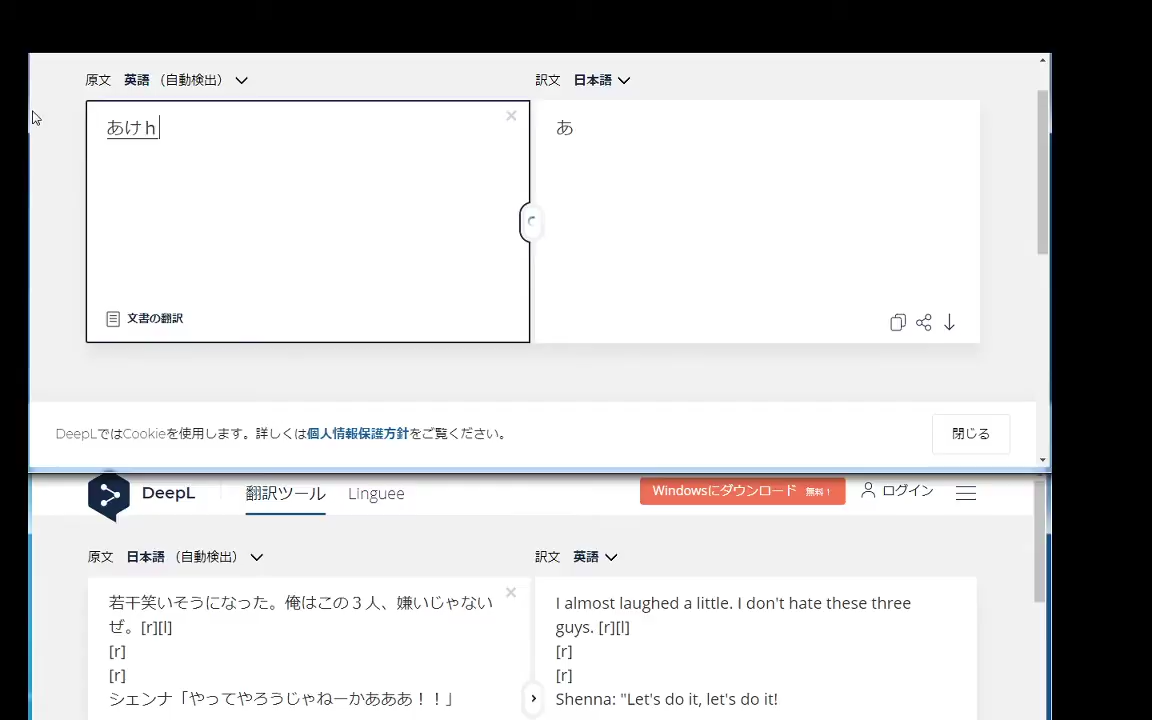 原文 英語 (自動検出) 訳文 日本語
あけｈ
あ
文書の翻訳
DeepLではCookieを使用します。詳しくは個人情報保護方針をご覧ください。 閉じる
DeepL 翻訳ツール Linguee Windowsにダウンロード 無料！ ログイン
原文 日本語 (自動検出) 訳文 英語
若干笑いそうになった。俺はこの３人、嫌いじゃない
ぜ。[r][l]
[r]
[r]
シェンナ「やってやろうじゃねーかあああ！！」
I almost laughed a little. I don't hate these three
guys. [r][l]
[r]
[r]
Shenna: "Let's do it, let's do it!